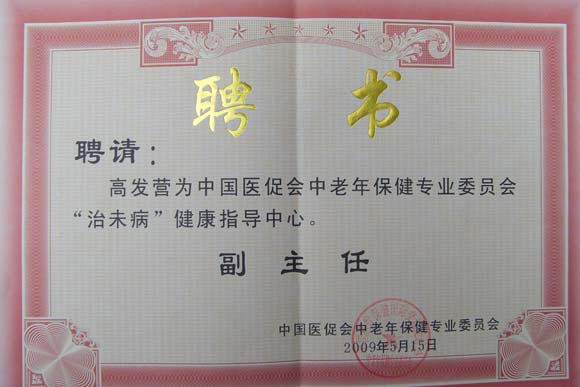 聘 书
聘请：
高发营为中国医促会中老年保健专业委员会
“治未病”健康指导中心。
副 主 任
中国医促会中老年保健专业委员会
2009年5月15日